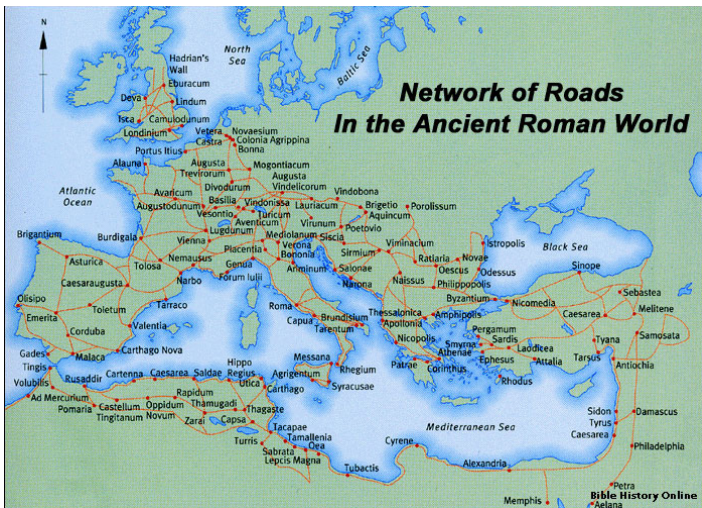 N
Hadrian's
Wall
North
Sea
Baltic Sea
Network of Roads
In the Ancient Roman World
Eburacum
Deva
Lindum
Isca
Camulodunum
Londinium
Vetera
Castra
Novaesium
Colonia Agrippina
Bonna
Portus Itius
Alauna
Augusta
Trevirorum
Mogontiacum
Divodurum
Augusta
Vindelicorum
Vindobona
Atlantic
Ocean
Avaricum
Basilia
Vindonissa
Lauriacum
Brigetio
Porolissum
Augustodunum
Vesontio
Turicum
Aquincum
Aventicum
Virunum
Poetovio
Brigantium
Burdigala
Lugdunum
Vienna
Mediolanum
Siscia
Viminaclum
Istropolis
Black Sea
Placentia
Verona
Bononia
Sirmium
Ratiaria
Novae
Asturica
Tolosa
Nemausus
Genua
Ariminum
Salonae
Oescus
Odessus
Sinope
Caesaraugusta
Narbo
Forum Iulii
Narona
Naissus
Philippopolis
Byzantium
Nicomedia
Sebastea
Olisipo
Toletum
Tarraco
Roma
Brundisium
Thessalonica
Amphipolis
Caesarea
Melitene
Emerita
Capua
Tarentum
Apollonia
Pergamum
Samosata
Corduba
Valentia
Nicopolis
Smyrna
Sardis
Tyana
Athenae
Laodicea
Gades
Malaca
Carthago Nova
Messana
Patrae
Corinthus
Ephesus
Attalia
Tarsus
Antiochia
Tingis
Hippo
Regius
Agrigentum
Rhegium
Rhodus
Volubilis
Rusaddir
Cartenna
Caesarea
Saldae
Utica
Carthago
Syracusae
Ad Mercurium
Pomaria
Castellum
Tingitanum
Oppidum
Novum
Rapidum
Thamugadi
Thagaste
Zarai
Capsa
Tacapae
Mediterranean Sea
Sidon
Tyrus
Caesarea
Damascus
Turris
Tamallenia
Cyrene
Philadelphia
Sabrata
Oea
Lepcis Magna
Tubactis
Alexandria
Petra
Memphis
Aelana
Bible History Online